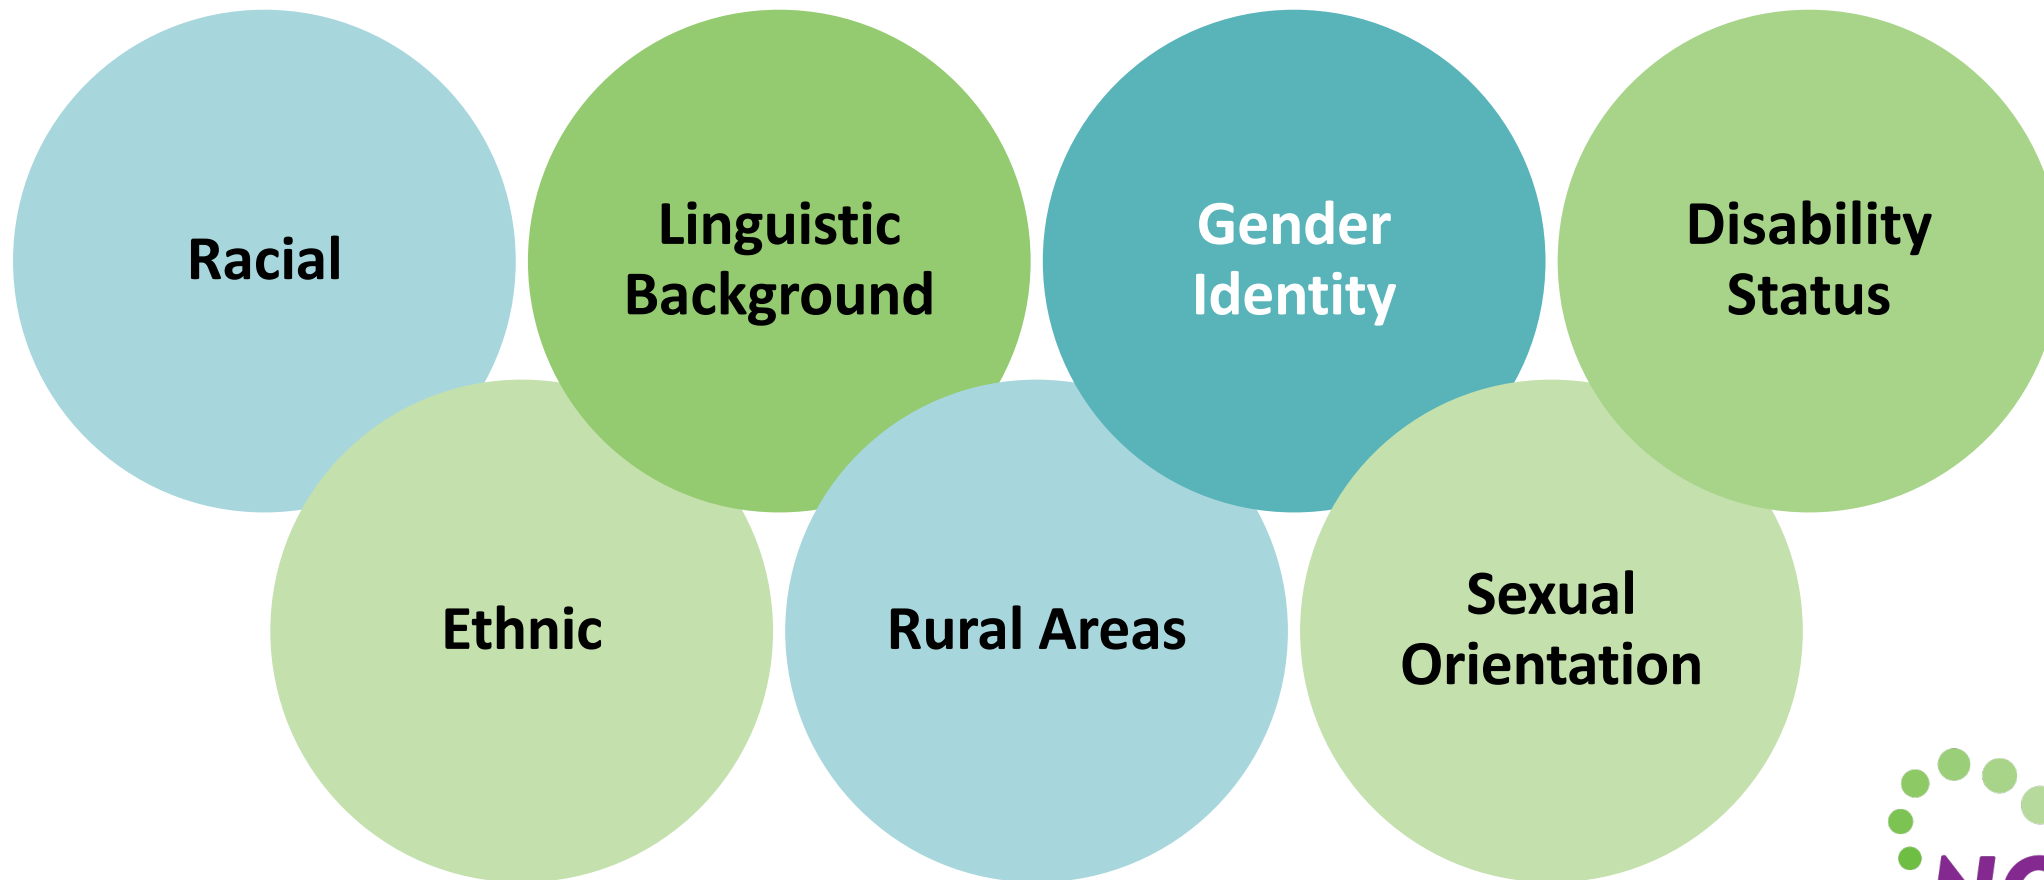 Racial
Linguistic
Background
Gender
Identity
Disability
Status
Ethnic
Rural Areas
Sexual
Orientation